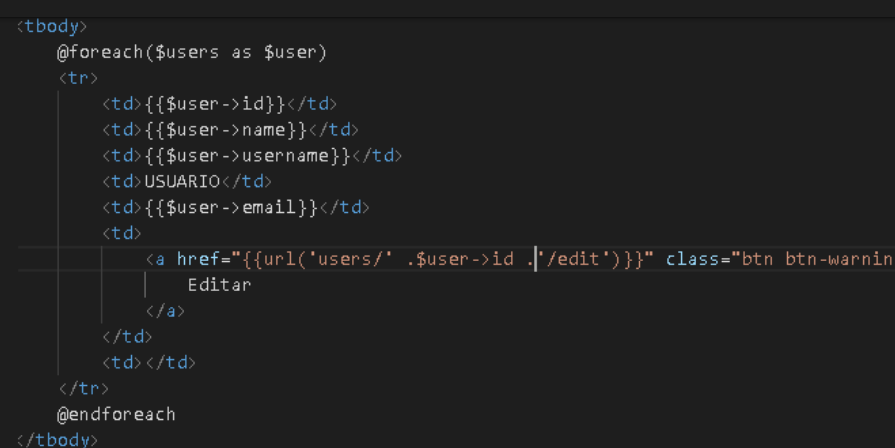 <tbody>
@foreach($users as $user)
<tr>
<td>{{$user->id}}</td>
<td>{{$user->name}}</td>
<td>{{$user->username}}</td>
<td>USUARIO</td>
<td>{{$user->email}}</td>
<td>
<a href="{{url('users/' .$user->id .'/edit')}}" class="btn btn-warnin
Editar
</a>
</td>
<td></td>
</tr>
@endforeach
</tbody>